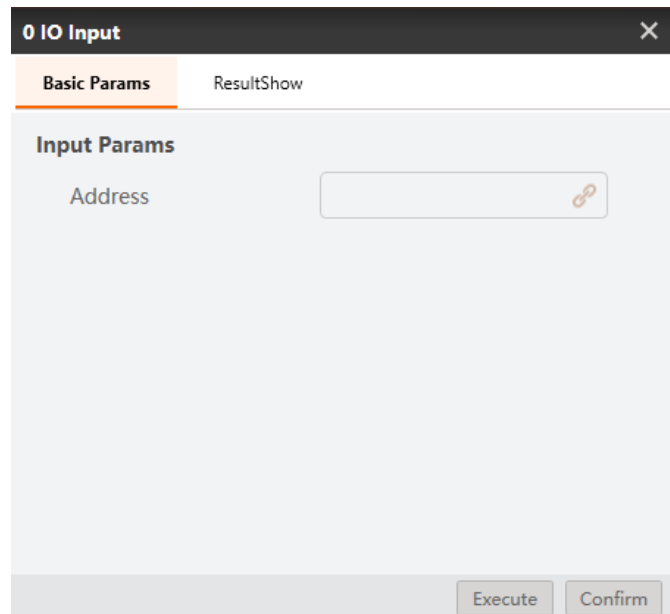 0 IO Input
Basic Params ResultShow
Input Params
Address
Execute Confirm